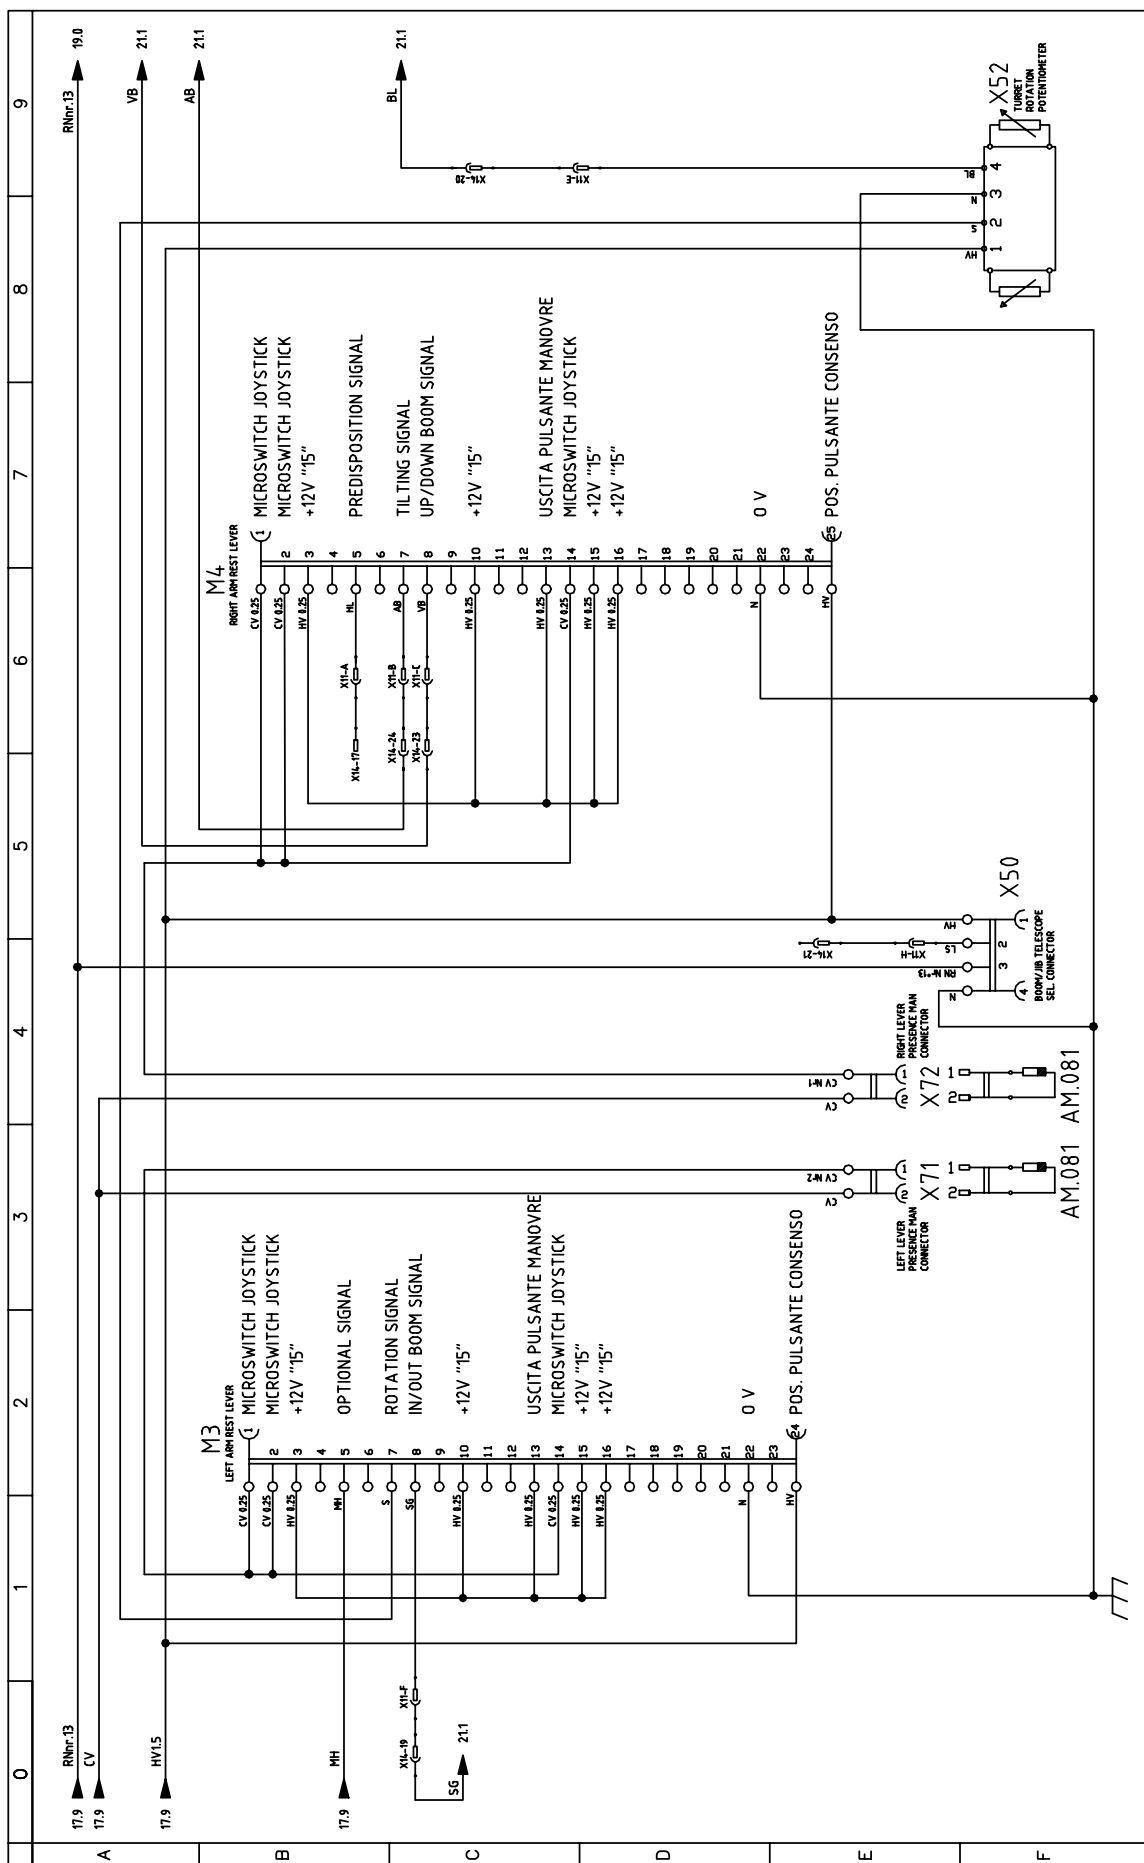 0 1 2 3 4 5 6 7 8 9
A
B
C
D
E
F
17.9 RNnr.13
17.9 CV
17.9 HV1.5
17.9 MH
RNnr.13 19.0
VB 21.1
AB 21.1
BL 21.1
X14-19
X11-F
SG 21.1
M3
LEFT ARM REST LEVER
CV 0.25 1 MICROSWITCH JOYSTICK
CV 0.25 2 MICROSWITCH JOYSTICK
HV 0.25 3 +12V "15"
4
MH 5 OPTIONAL SIGNAL
6
S 7 ROTATION SIGNAL
SG 8 IN/OUT BOOM SIGNAL
9
HV 0.25 10 +12V "15"
11
12
HV 0.25 13 USCITA PULSANTE MANOVRE
CV 0.25 14 MICROSWITCH JOYSTICK
HV 0.25 15 +12V "15"
HV 0.25 16 +12V "15"
17
18
19
20
21
N 22 0 V
23
HV 24 POS. PULSANTE CONSENSO
LEFT LEVER
PRESENCE MAN
CONNECTOR
CV
CV Nr2
2 1
X71
2 1
AM.081
RIGHT LEVER
PRESENCE MAN
CONNECTOR
CV
CV Nr1
2 1
X72
2 1
AM.081
N
RN Nr°13
LS
HV
X11-H
X14-21
4 3 2 1
X50
BOOM/JIB TELESCOPE
SEL. CONNECTOR
M4
RIGHT ARM REST LEVER
CV 0.25 1 MICROSWITCH JOYSTICK
CV 0.25 2 MICROSWITCH JOYSTICK
HV 0.25 3 +12V "15"
4
X14-17 X11-A HL 5 PREDISPOSITION SIGNAL
6
X14-24 X11-B AB 7 TILTING SIGNAL
X14-23 X11-C VB 8 UP/DOWN BOOM SIGNAL
9
HV 0.25 10 +12V "15"
11
12
HV 0.25 13 USCITA PULSANTE MANOVRE
CV 0.25 14 MICROSWITCH JOYSTICK
HV 0.25 15 +12V "15"
HV 0.25 16 +12V "15"
17
18
19
20
21
N 22 0 V
23
24
HV 25 POS. PULSANTE CONSENSO
X14-20
X11-E
HV 1
S 2
N 3
BL 4
X52
TURRET
ROTATION
POTENTIOMETER